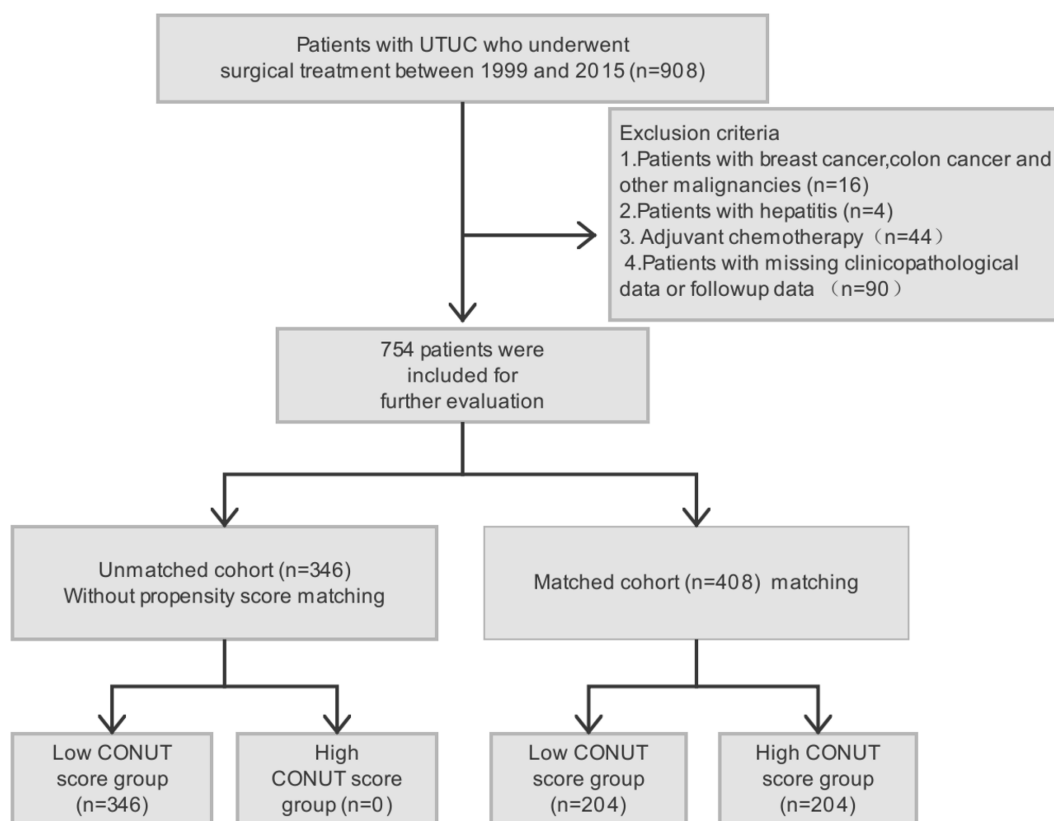 Patients with UTUC who underwent
surgical treatment between 1999 and 2015 (n=908)
Exclusion criteria
1.Patients with breast cancer,colon cancer and
other malignancies (n=16)
2.Patients with hepatitis (n=4)
3. Adjuvant chemotherapy（n=44）
4.Patients with missing clinicopathological
data or followup data （n=90）
754 patients were
included for
further evaluation
Unmatched cohort (n=346)
Without propensity score matching
Matched cohort (n=408) matching
Low CONUT
score group
(n=346)
High
CONUT score
group (n=0)
Low CONUT
score group
(n=204)
High CONUT
score group
(n=204)